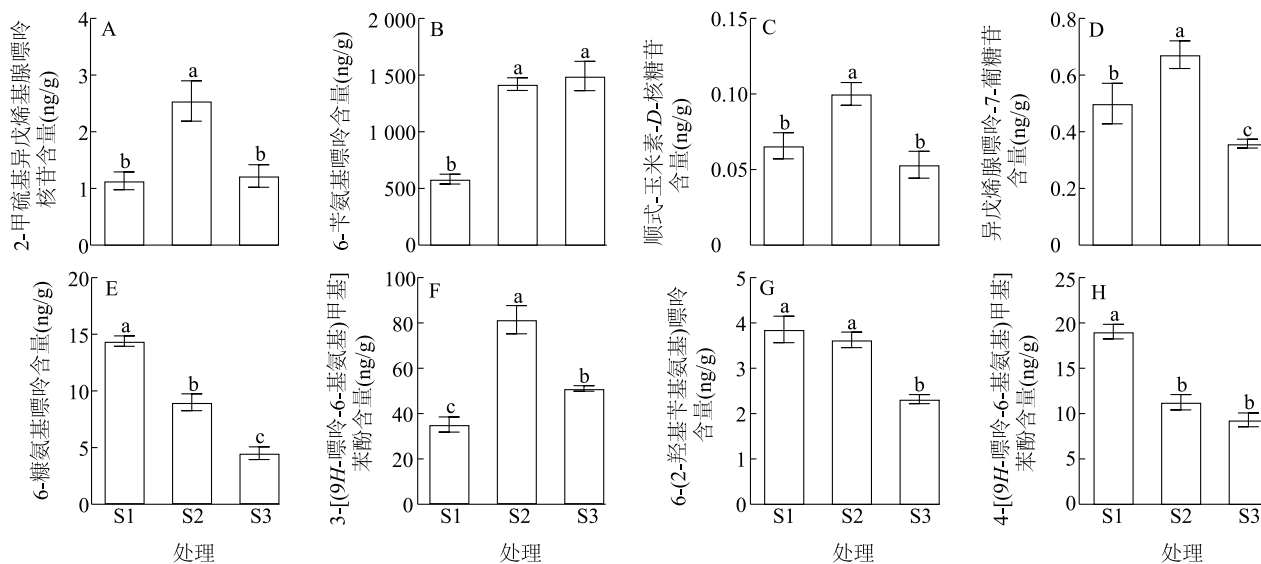 A
2-甲硫基异戊烯基腺嘌呤
核苷含量(ng/g)
4
3
2
1
0
b
a
b
B
6-苄氨基嘌呤含量(ng/g)
2 000
1 500
1 000
500
0
b
a
a
C
顺式-玉米素-D-核糖苷
含量(ng/g)
0.15
0.10
0.05
0
b
a
b
D
异戊烯腺嘌呤-7-葡糖苷
含量(ng/g)
0.8
0.6
0.4
0.2
0
b
a
c
E
6-糠氨基嘌呤含量(ng/g)
20
15
10
5
0
a
b
c
S1 S2 S3
处理
F
3-[(9H-嘌呤-6-基氨基)甲基]
苯酚含量(ng/g)
100
80
60
40
20
0
c
a
b
S1 S2 S3
处理
G
6-(2-羟基苄基氨基)嘌呤
含量(ng/g)
5
4
3
2
1
0
a
a
b
S1 S2 S3
处理
H
4-[(9H-嘌呤-6-基氨基)甲基]
苯酚含量(ng/g)
25
20
15
10
5
0
a
b
b
S1 S2 S3
处理